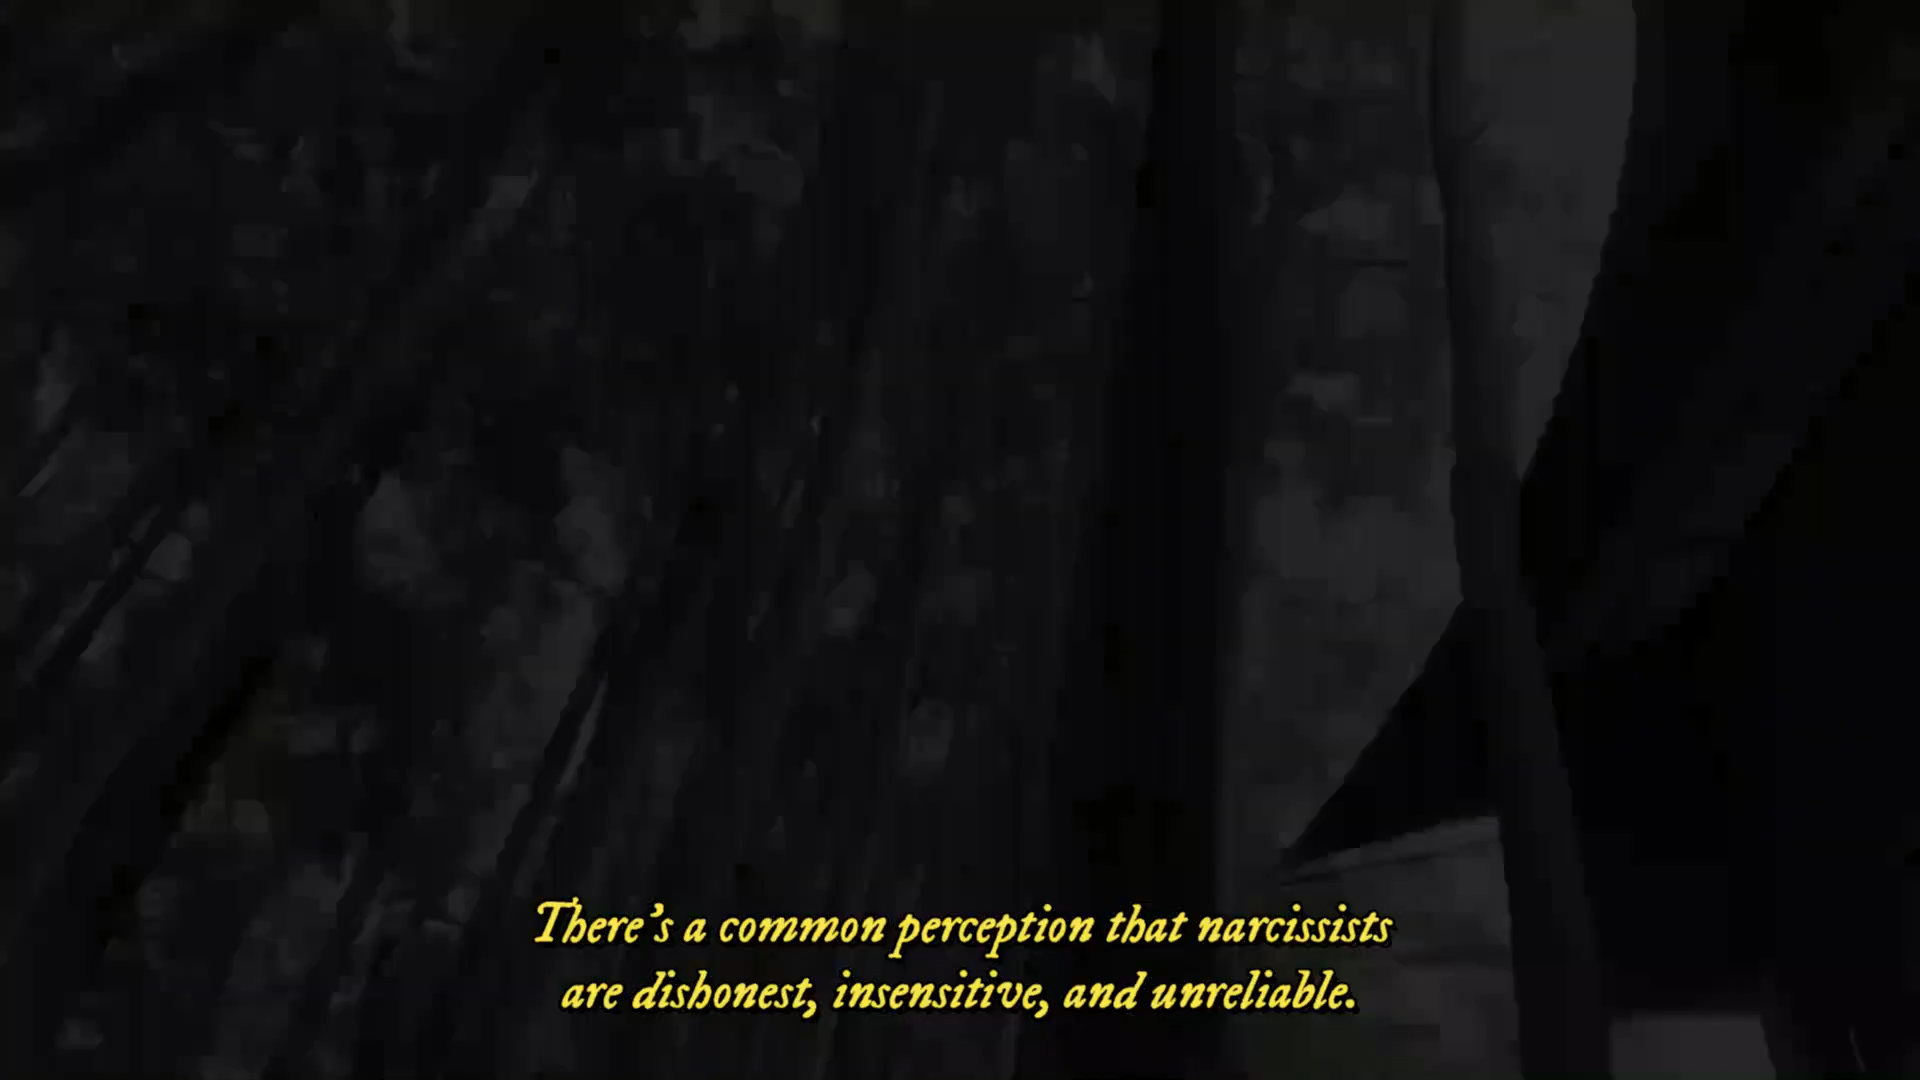 There's a common perception that narcissists
are dishonest, insensitive, and unreliable.